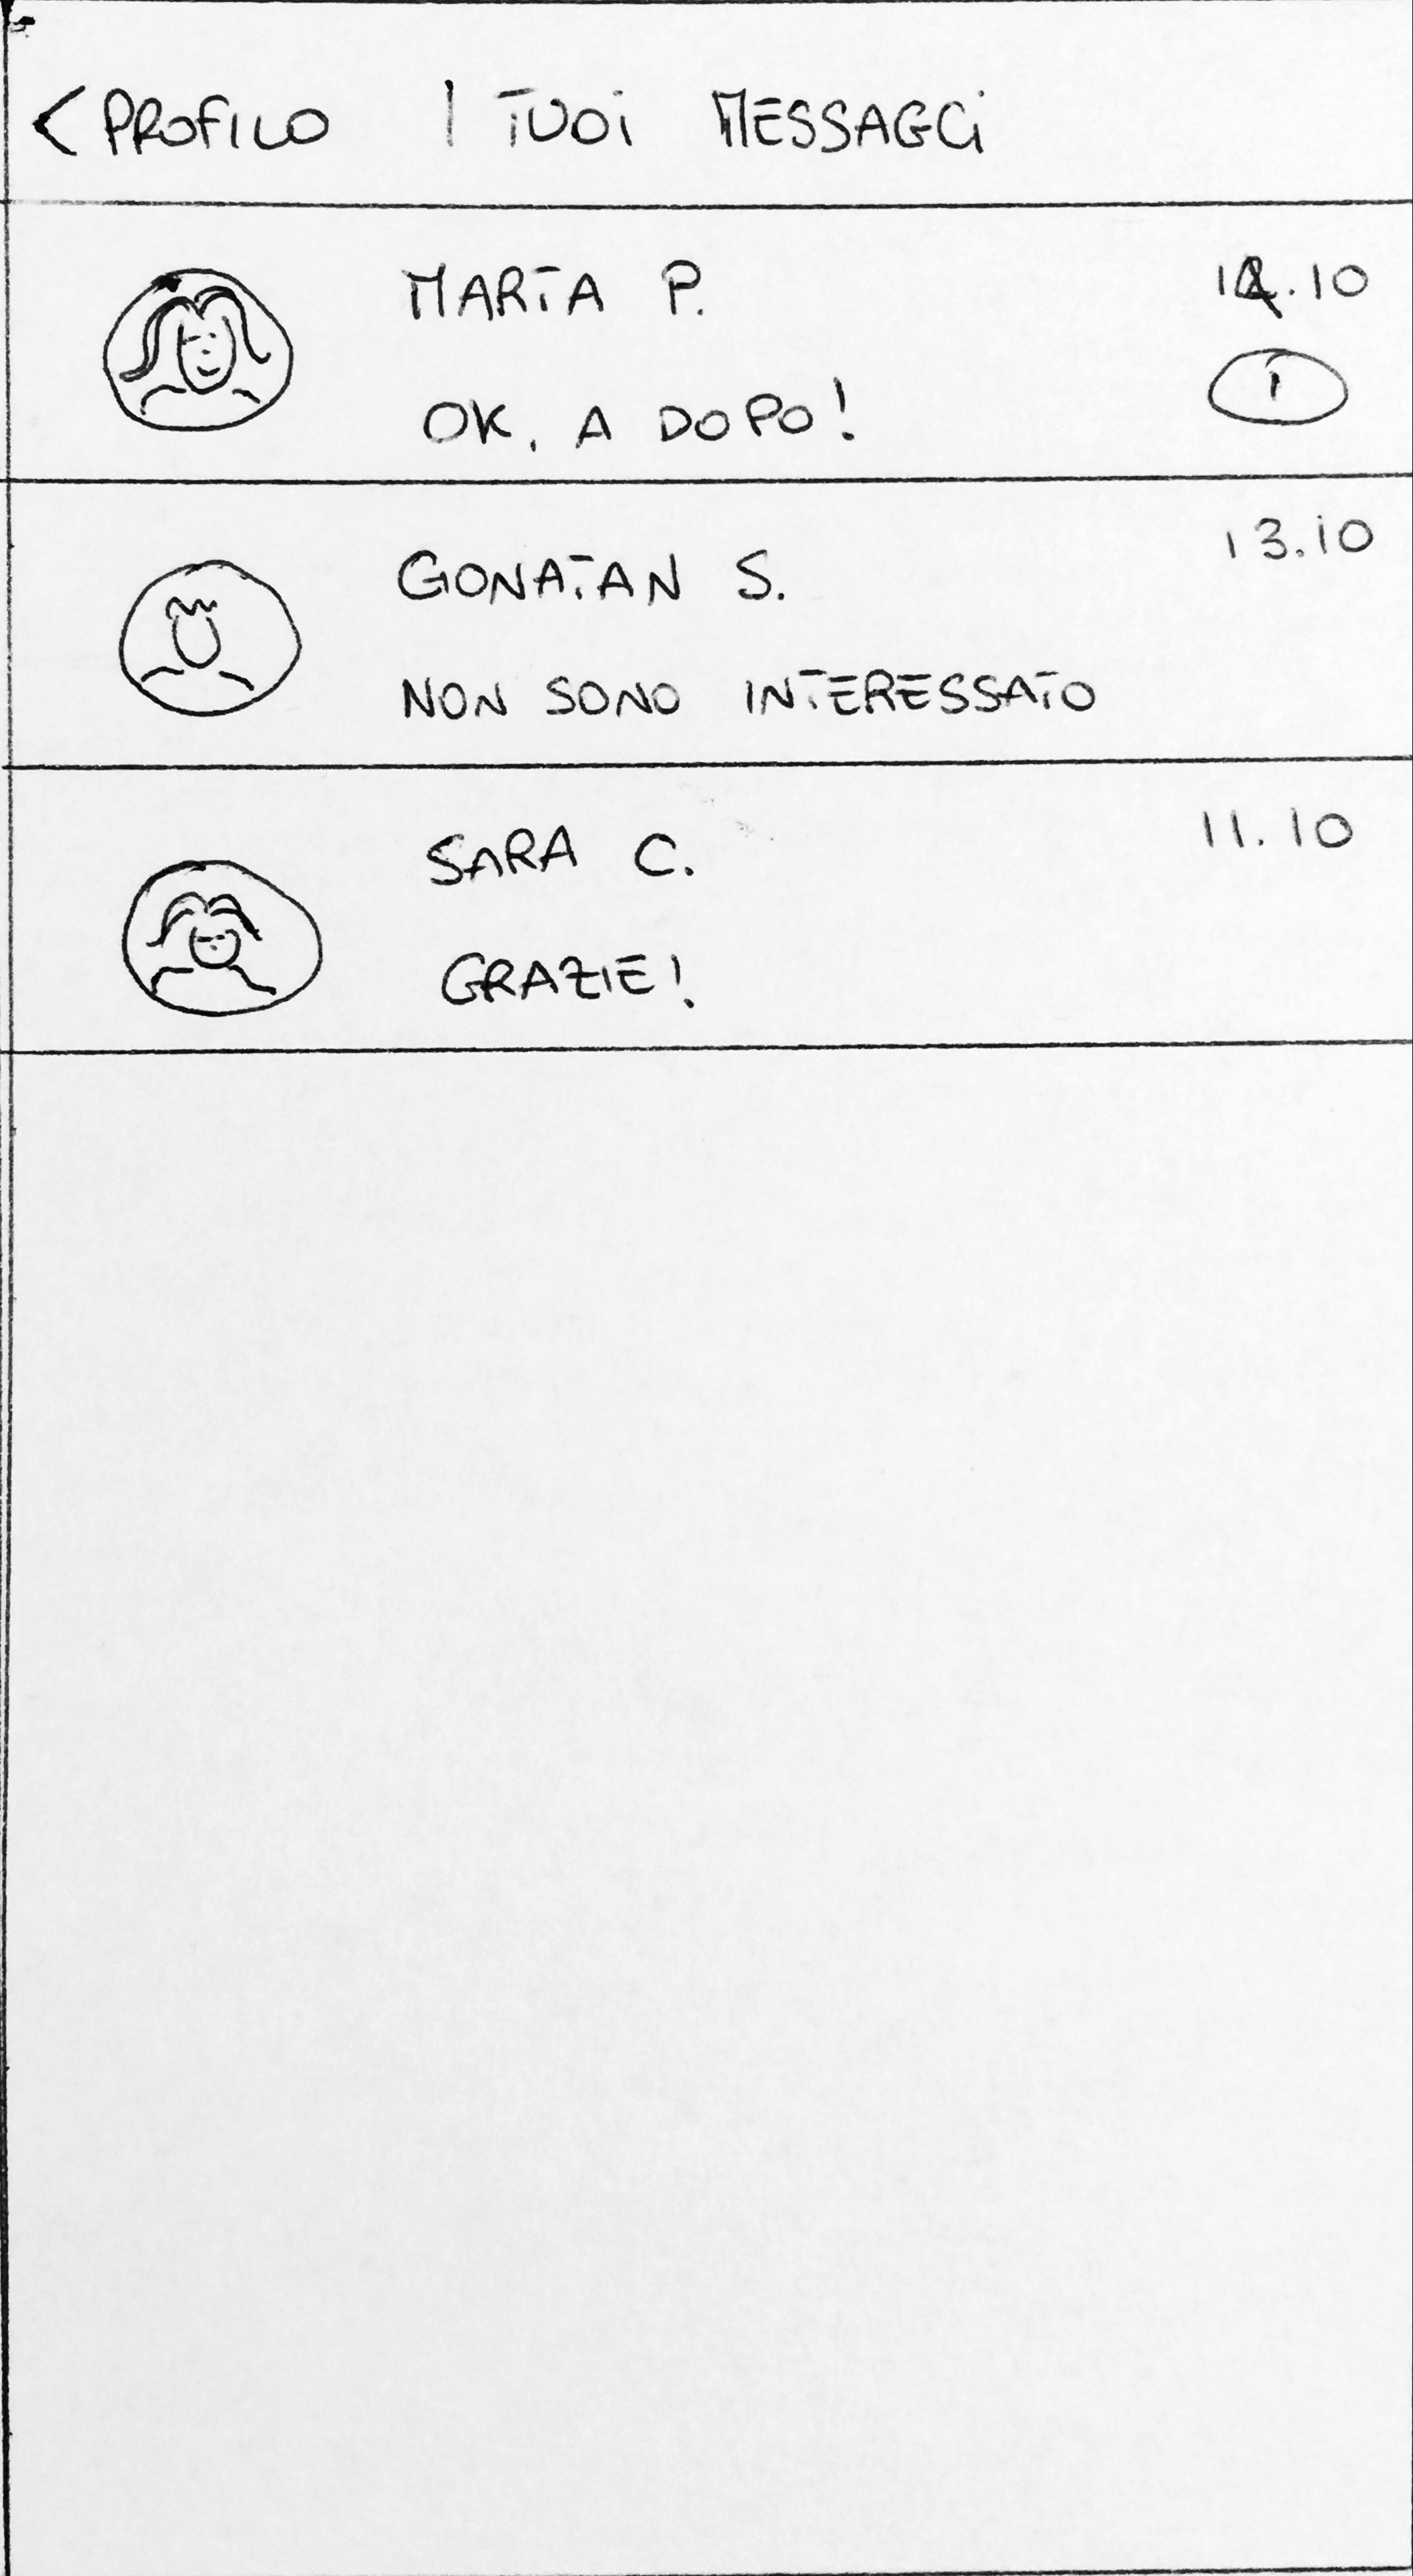 < PROFILO I TUOI MESSAGGI
MARTA P. 14.10
OK, A DOPO! 1
GONATAN S. 13.10
NON SONO INTERESSATO
SARA C. 11.10
GRAZIE!